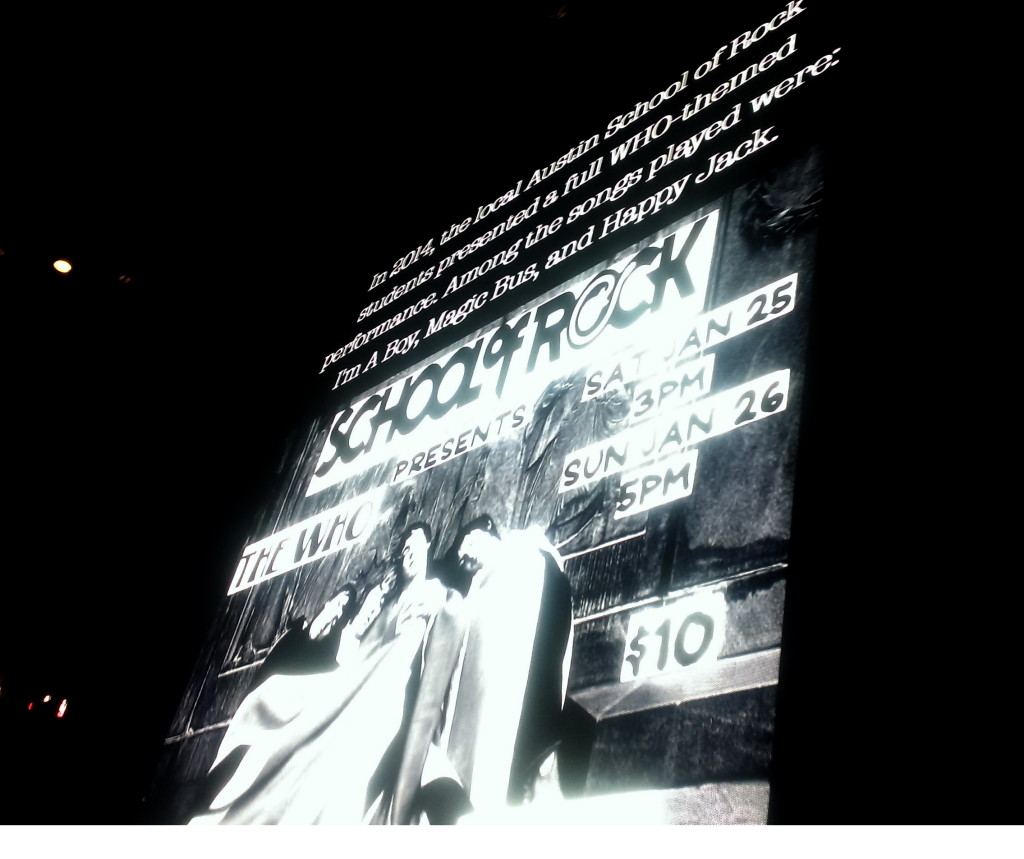 In 2014, the local Austin School of Rock
students presented a full WHO-themed
performance. Among the songs played were:
I'm A Boy, Magic Bus, and Happy Jack.
SCHOOL of ROCK
PRESENTS
SAT JAN 25
3PM
SUN JAN 26
5PM
THE WHO
$10